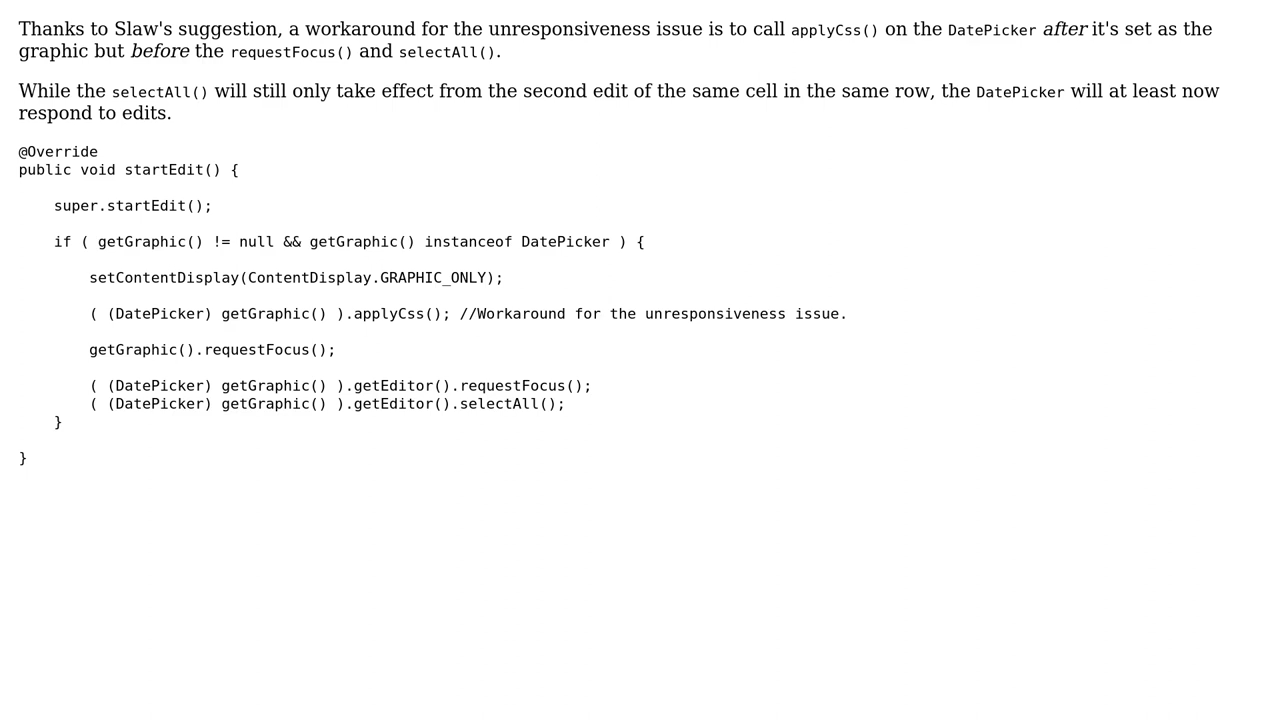 Thanks to Slaw's suggestion, a workaround for the unresponsiveness issue is to call applyCss() on the DatePicker after it's set as the
graphic but before the requestFocus() and selectAll().
While the selectAll() will still only take effect from the second edit of the same cell in the same row, the DatePicker will at least now
respond to edits.
@Override
public void startEdit() {
    super.startEdit();
    if ( getGraphic() != null && getGraphic() instanceof DatePicker ) {
        setContentDisplay(ContentDisplay.GRAPHIC_ONLY);
        ( (DatePicker) getGraphic() ).applyCss(); //Workaround for the unresponsiveness issue.
        getGraphic().requestFocus();
        ( (DatePicker) getGraphic() ).getEditor().requestFocus();
        ( (DatePicker) getGraphic() ).getEditor().selectAll();
    }
}